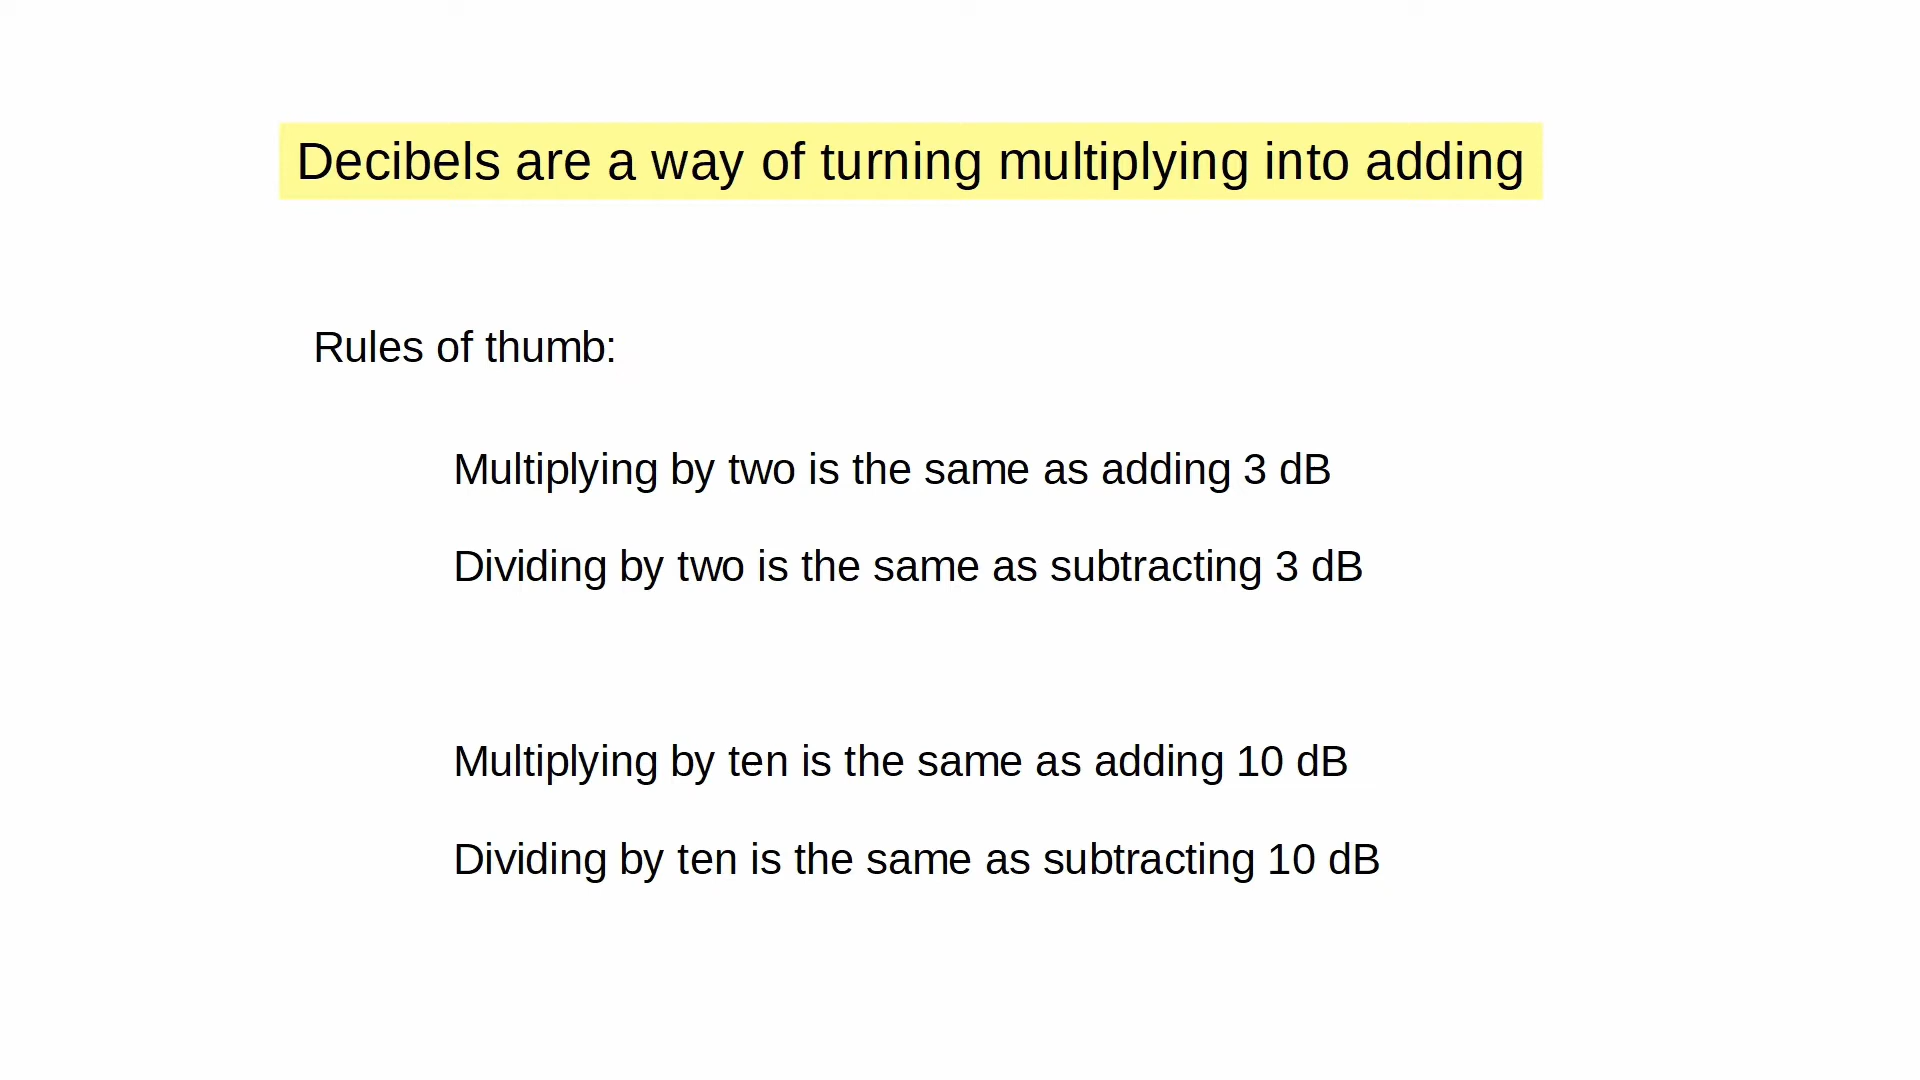 Decibels are a way of turning multiplying into adding
Rules of thumb:
Multiplying by two is the same as adding 3 dB
Dividing by two is the same as subtracting 3 dB
Multiplying by ten is the same as adding 10 dB
Dividing by ten is the same as subtracting 10 dB